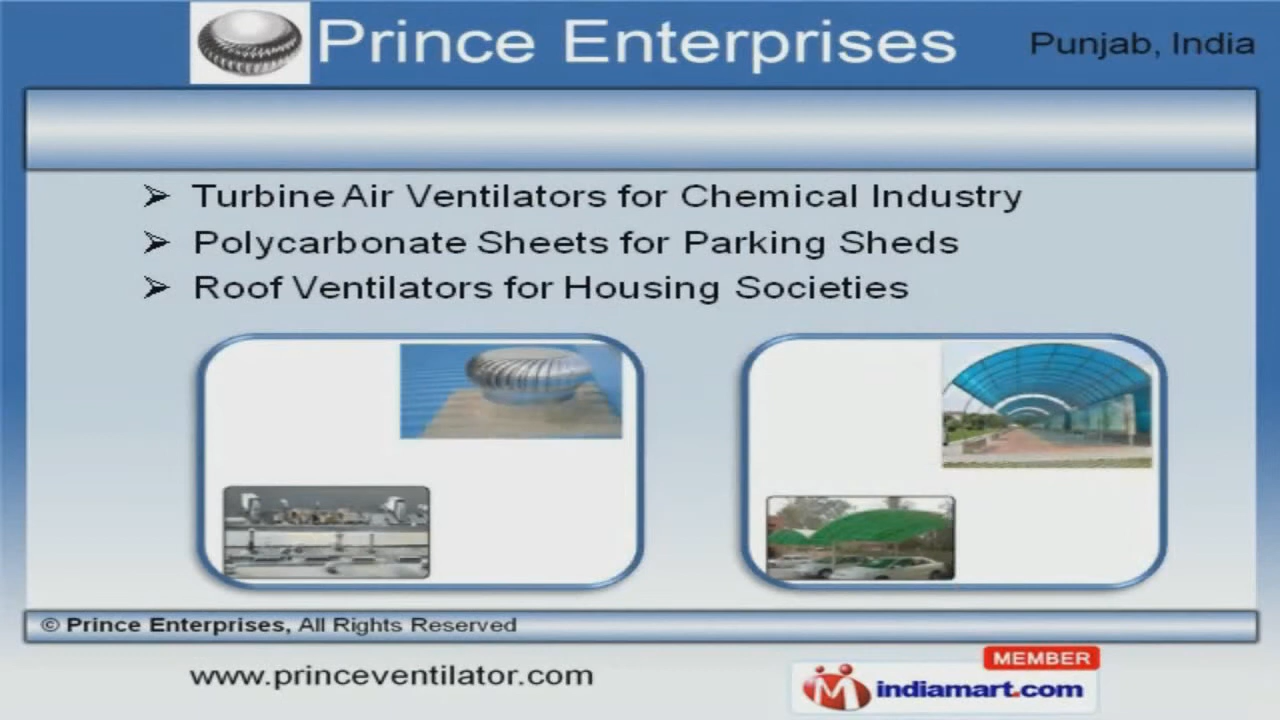 Prince Enterprises
Punjab, India
Turbine Air Ventilators for Chemical Industry
Polycarbonate Sheets for Parking Sheds
Roof Ventilators for Housing Societies
© Prince Enterprises, All Rights Reserved
www.princeventilator.com
MEMBER
indiamart.com